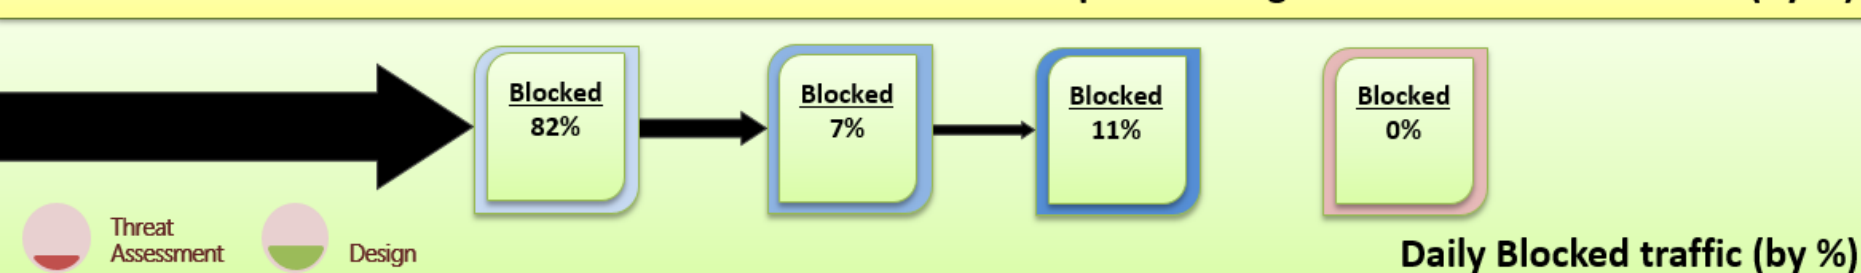 Blocked
82%
Blocked
7%
Blocked
11%
Blocked
0%
Threat
Assessment
Design
Daily Blocked traffic (by %)